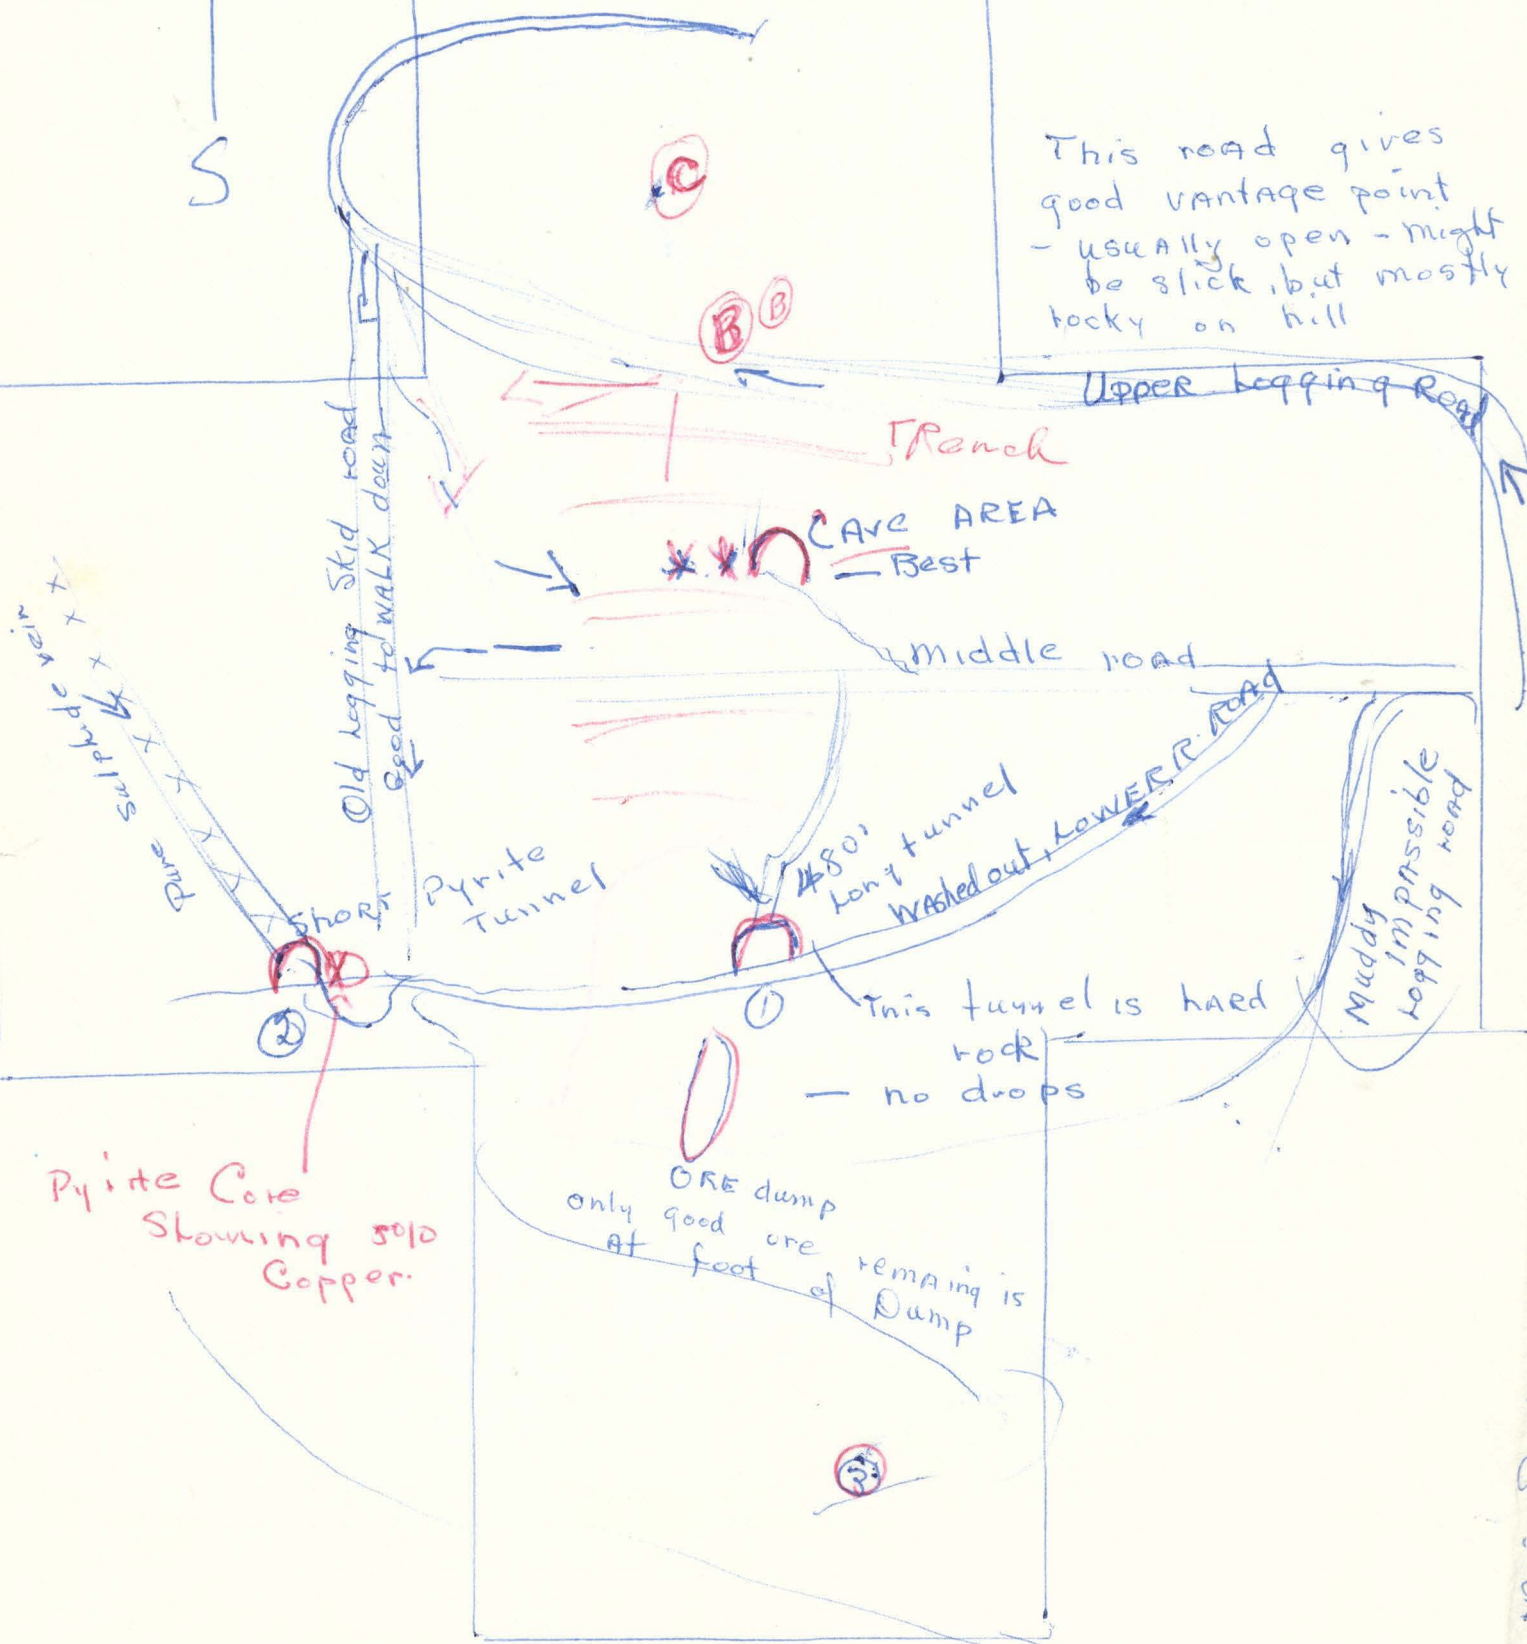 S
C
B
B
This road gives
good vantage point
- usually open - might
be slick, but mostly
rocky on hill
Upper Logging Road
Trench
Cave AREA
- Best
Middle road
Old Logging Skid road
Good to walk down
Pure Sulphide vein
Short
Pyrite
Tunnel
480'
Long tunnel
Washed out, LOWER R. ROAD
Muddy
impassible
Logging road
2
1
This tunnel is hard
rock
- no drops
Pyrite Core
Showing
Copper.
ORE dump
only good ore remaing is
At foot of Dump